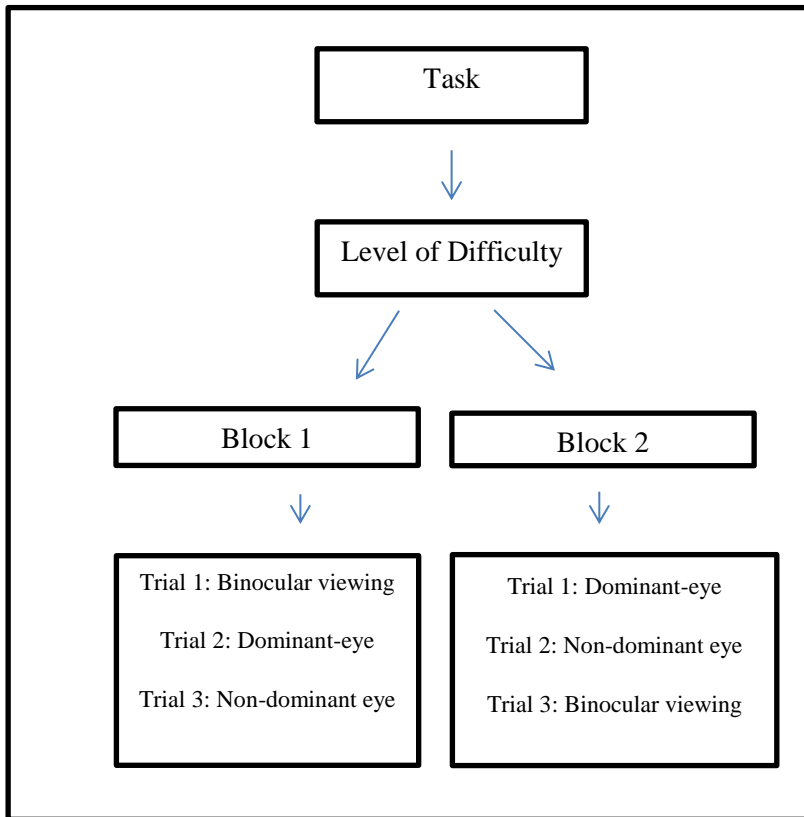 Task
Level of Difficulty
Block 1
Trial 1: Binocular viewing
Trial 2: Dominant-eye
Trial 3: Non-dominant eye
Block 2
Trial 1: Dominant-eye
Trial 2: Non-dominant eye
Trial 3: Binocular viewing